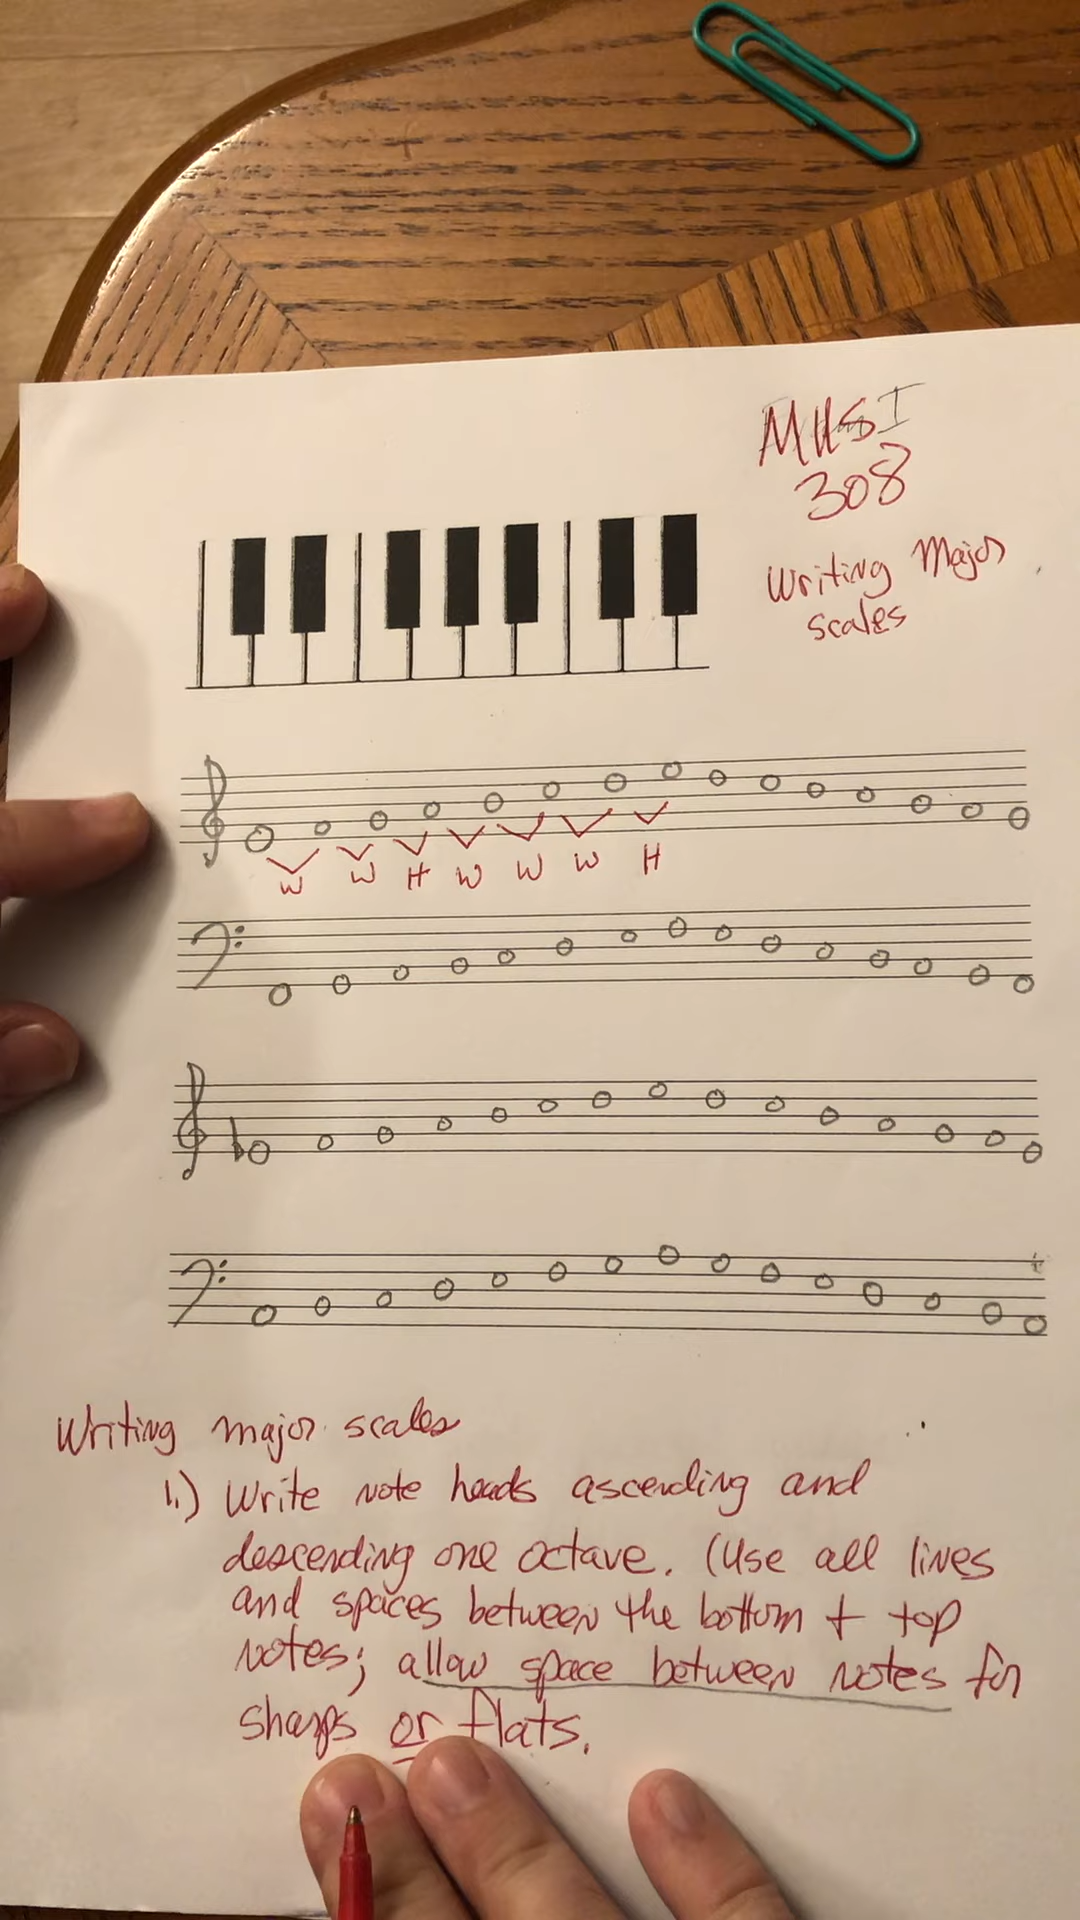 MUSI
308
Writing Major
scales
W W H W W W H
Writing major scales
1.) Write note heads ascending and
descending one octave. (Use all lines
and spaces between the bottom + top
notes; allow space between notes for
sharps or flats.